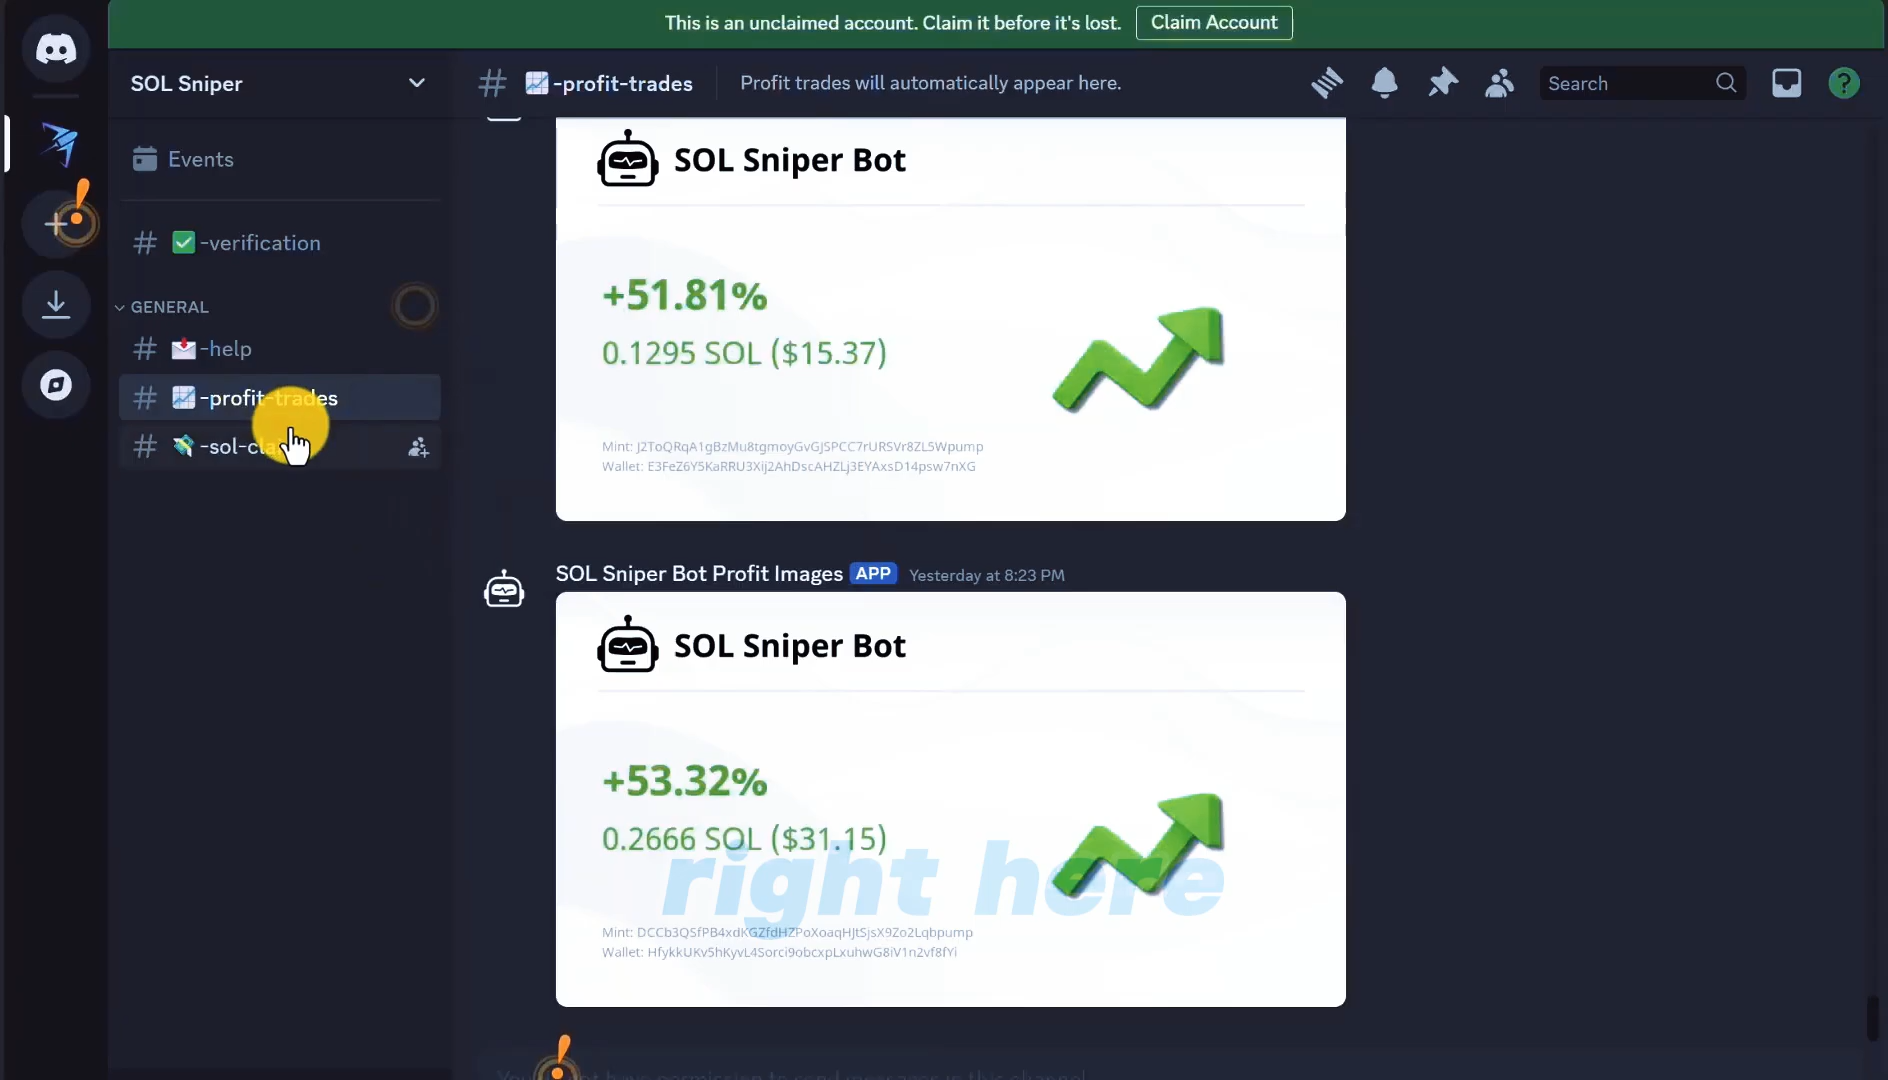 This is an unclaimed account. Claim it before it's lost.
Claim Account
SOL Sniper
-profit-trades
Profit trades will automatically appear here.
Search
Events
-verification
GENERAL
-help
-profit-trades
SOL Sniper Bot
+51.81%
0.1295 SOL ($15.37)
Mint: J2ToQRqA1gBzMu8tgmoyGvGJSPCC7rURSVr8ZL5Wpump
Wallet: E3FeZ6Y5KaRRU3Xij2AhDscAHZLj3EYAxsD14psw7nXG
SOL Sniper Bot Profit Images APP Yesterday at 8:23 PM
SOL Sniper Bot
+53.32%
0.2666 SOL ($31.15)
right here
Mint: DCCb3QSfPB4xdKGZfdHZPoXoaqHJtSjsX9Zo2Lqbpump
Wallet: HfykkUKv5hKyvL4Sorci9obcxpLxuhwG8iV1n2vf8fYi